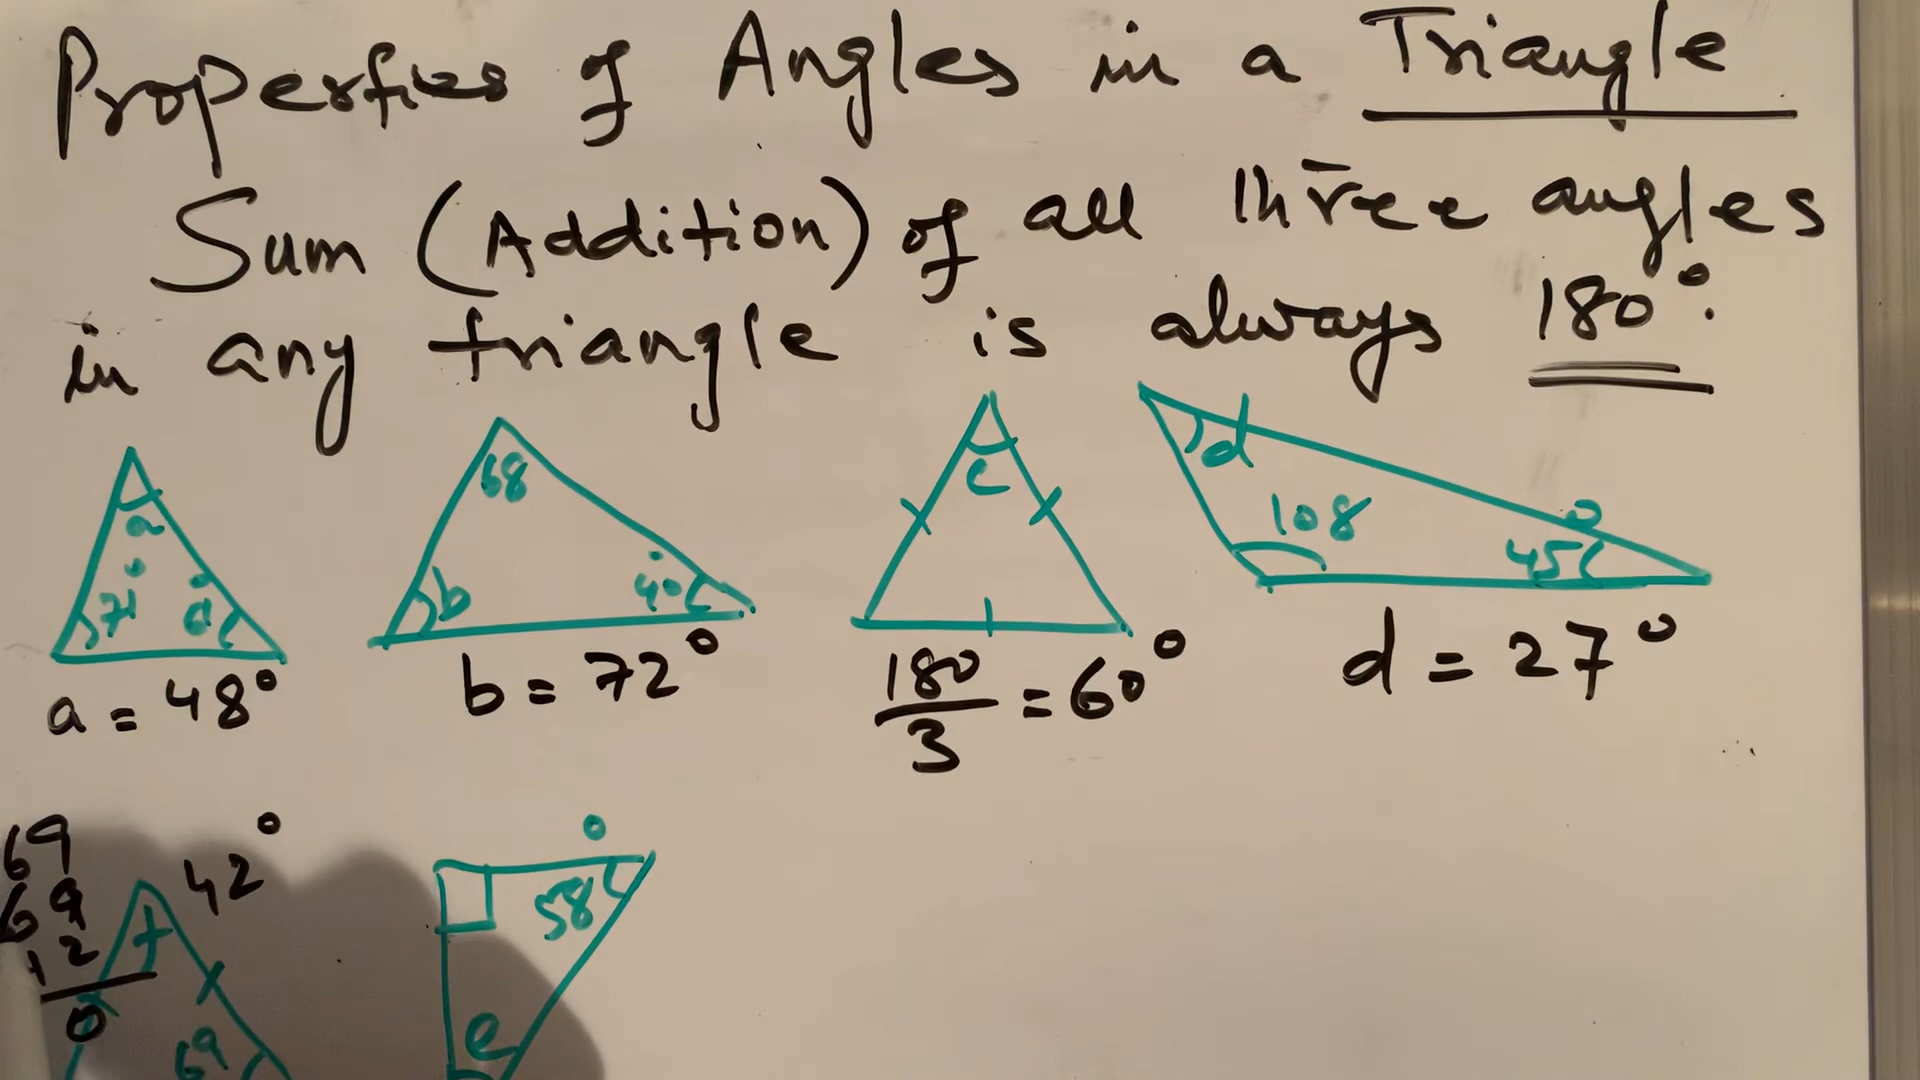 Properties of Angles in a Triangle
Sum (Addition) of all three angles
in any triangle is always 180°.
a
71°
68
b
40°
c
d
108
45°
a = 48°
b = 72°
180/3 = 60°
d = 27°
69
69
42°
f
69
58°
e